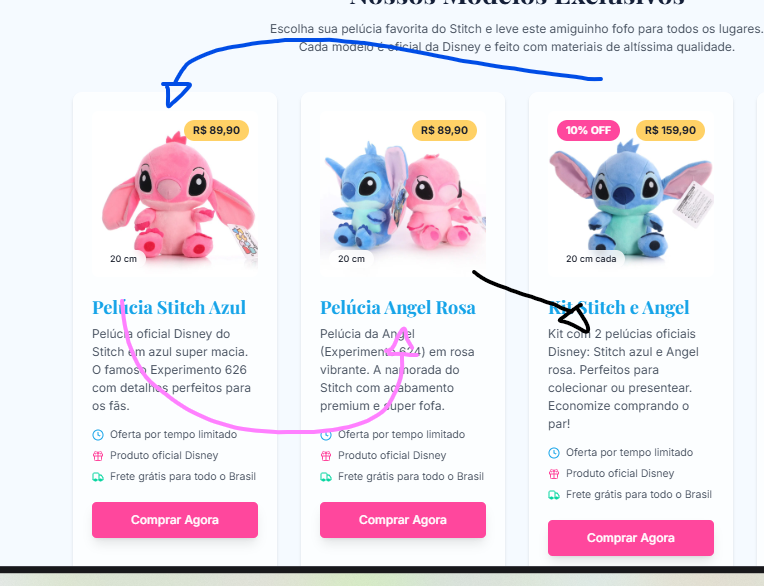 Nossos Modelos Exclusivos
Escolha sua pelúcia favorita do Stitch e leve este amiguinho fofo para todos os lugares.
Cada modelo é oficial da Disney e feito com materiais de altíssima qualidade.
R$ 89,90
20 cm
Pelúcia Stitch Azul
Pelúcia oficial Disney do
Stitch em azul super macia.
O famoso Experimento 626
com detalhes perfeitos para
os fãs.
Oferta por tempo limitado
Produto oficial Disney
Frete grátis para todo o Brasil
Comprar Agora
R$ 89,90
20 cm
Pelúcia Angel Rosa
Pelúcia da Angel
(Experimento 624) em rosa
vibrante. A namorada do
Stitch com acabamento
premium e super fofa.
Oferta por tempo limitado
Produto oficial Disney
Frete grátis para todo o Brasil
Comprar Agora
10% OFF
R$ 159,90
20 cm cada
Kit Stitch e Angel
Kit com 2 pelúcias oficiais
Disney: Stitch azul e Angel
rosa. Perfeitos para
colecionar ou presentear.
Economize comprando o
par!
Oferta por tempo limitado
Produto oficial Disney
Frete grátis para todo o Brasil
Comprar Agora